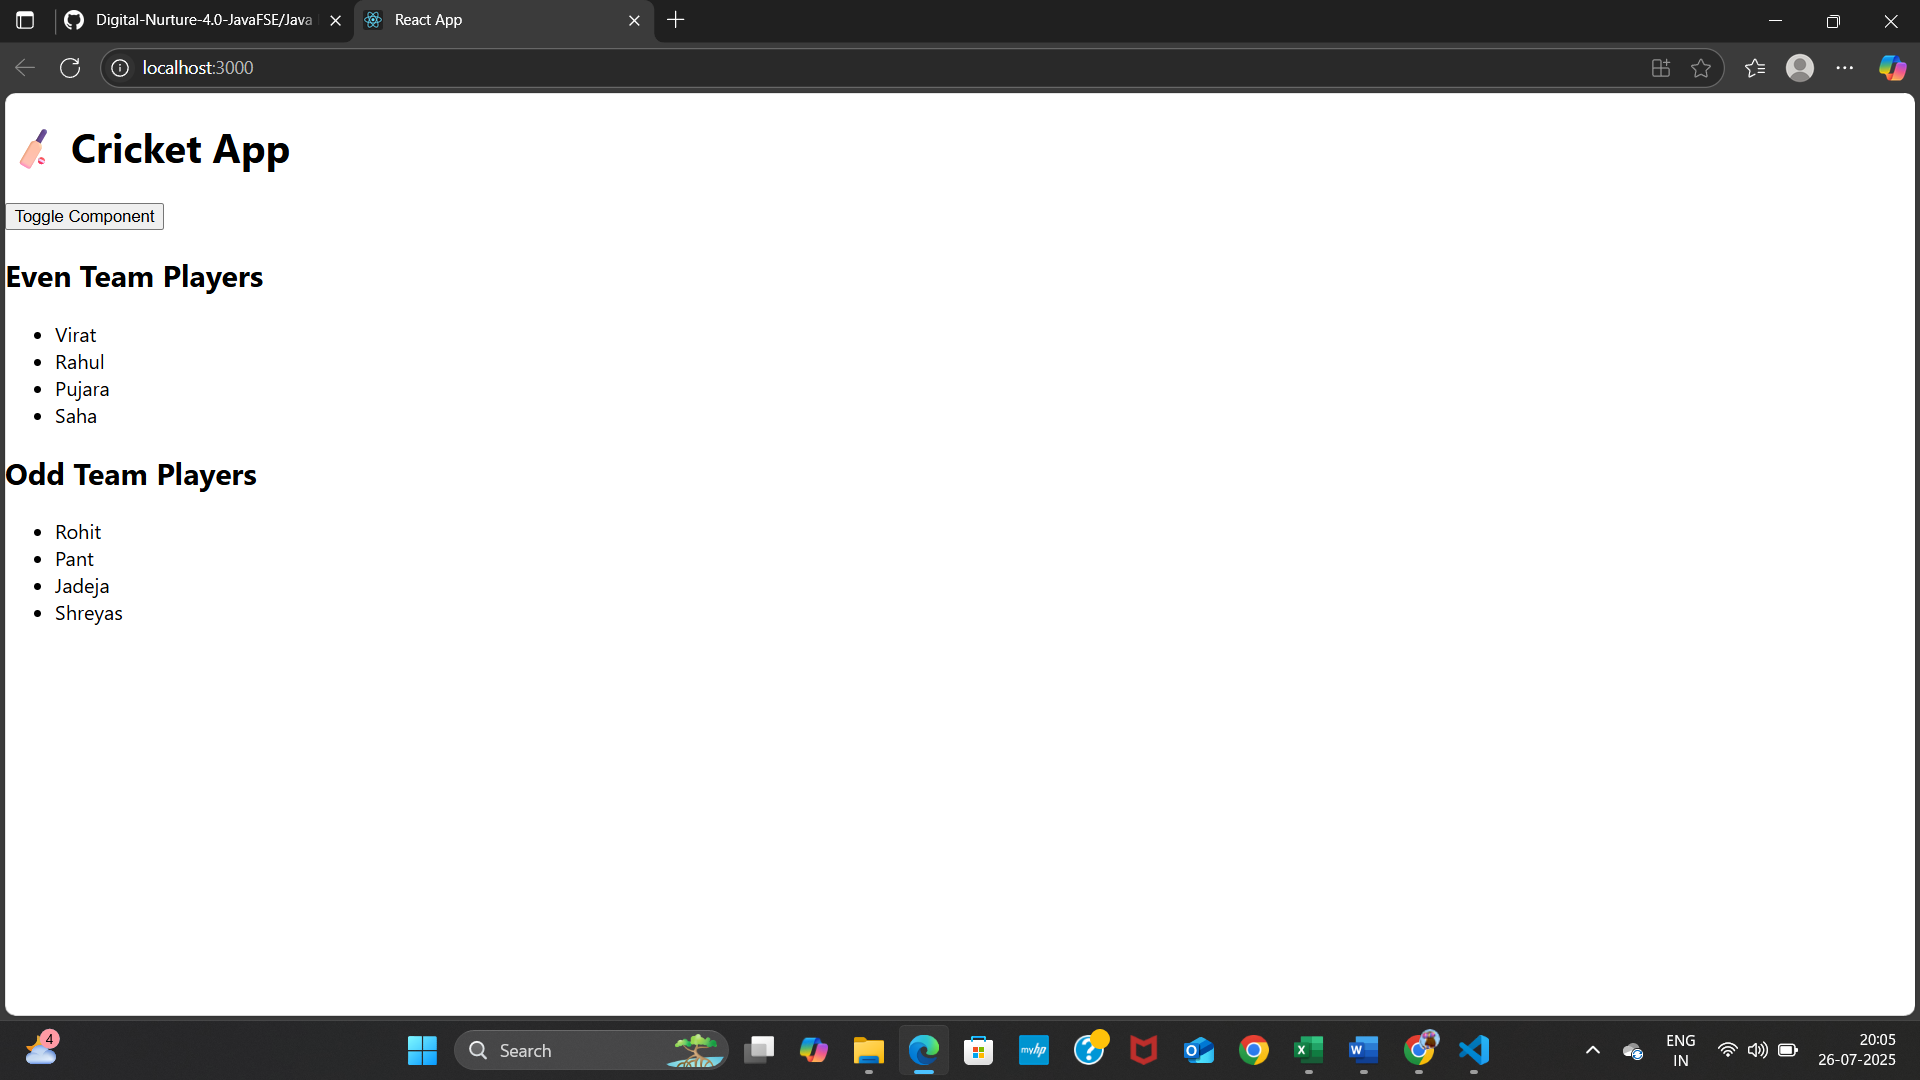 Digital-Nurture-4.0-JavaFSE/Java
React App
localhost:3000
Cricket App
Toggle Component
Even Team Players
Virat
Rahul
Pujara
Saha
Odd Team Players
Rohit
Pant
Jadeja
Shreyas
4
Search
myhp
ENG
IN
20:05
26-07-2025